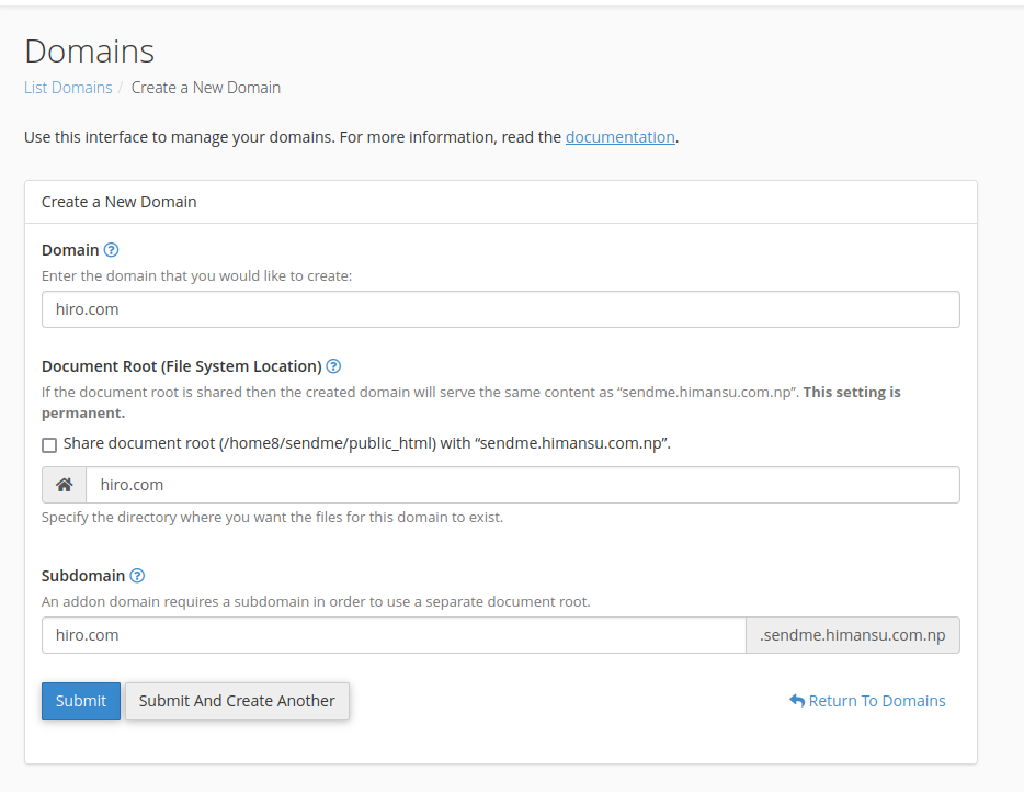 Domains
List Domains / Create a New Domain
Use this interface to manage your domains. For more information, read the documentation.
Create a New Domain
Domain
Enter the domain that you would like to create:
hiro.com
Document Root (File System Location)
If the document root is shared then the created domain will serve the same content as “sendme.himansu.com.np”. This setting is
permanent.
Share document root (/home8/sendme/public_html) with “sendme.himansu.com.np”.
hiro.com
Specify the directory where you want the files for this domain to exist.
Subdomain
An addon domain requires a subdomain in order to use a separate document root.
hiro.com .sendme.himansu.com.np
Submit Submit And Create Another Return To Domains